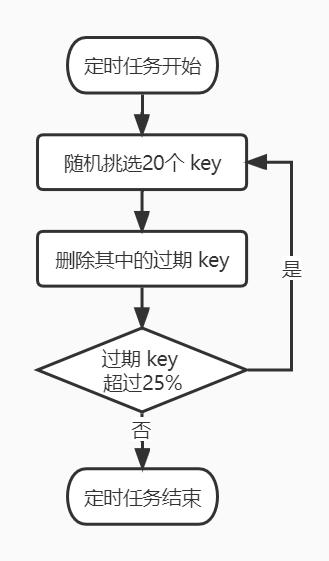 定时任务开始
随机挑选20个 key
删除其中的过期 key
过期 key
超过25%
是
否
定时任务结束